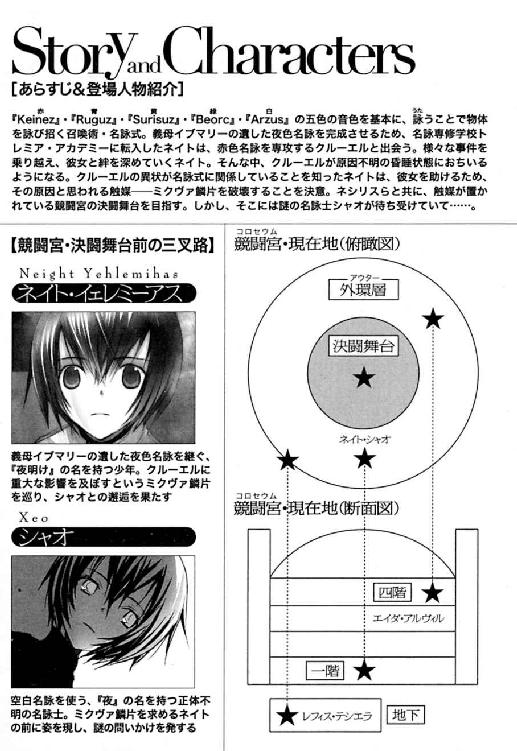 Story and Characters
[あらすじ&登場人物紹介]
『Keinez』・『Ruguz』・『Surisuz』・『Beorc』・『Arzus』の五色の音色を基本に、詠うことで物体
を詠び招く召喚術・名詠式。義母イブマリーの遺した夜色名詠を完成させるため、名詠専修学校ト
レミア・アカデミーに転入したネイトは、赤色名詠を専攻するクルーエルと出会う。様々な事件を
乗り越え、彼女と絆を深めていくネイト。そんな中、クルーエルが原因不明の昏睡状態におちいる
ようになる。クルーエルの異状が名詠式に関係していることを知ったネイトは、彼女を助けるため、
その原因と思われる触媒――ミクヴァ鱗片を破壊することを決意。ネシリスらと共に、触媒が置か
れている競闘宮の決闘舞台を目指す。しかし、そこには謎の名詠士シャオが待ち受けていて……。
【競闘宮・決闘舞台前の三叉路】
Neight Yehlemihas
ネイト・イェレミーアス
義母イブマリーの遺した夜色名詠を継ぐ、
『夜明け』の名を持つ少年。クルーエルに
重大な影響を及ぼすというミクヴァ鱗片
を巡り、シャオとの邂逅を果たす
Xeo
シャオ
空白名詠を使う、『夜』の名を持つ正体不
明の名詠士。ミクヴァ鱗片を求めるネイト
の前に姿を現し、謎の問いかけを発する
コロセウム
競闘宮・現在地(俯瞰図)
アウター
外環層
決闘舞台
ネイト・シャオ
コロセウム
競闘宮・現在地(断面図)
四階
エイダ・アルヴィル
一階
レフィス・テシエラ
地下